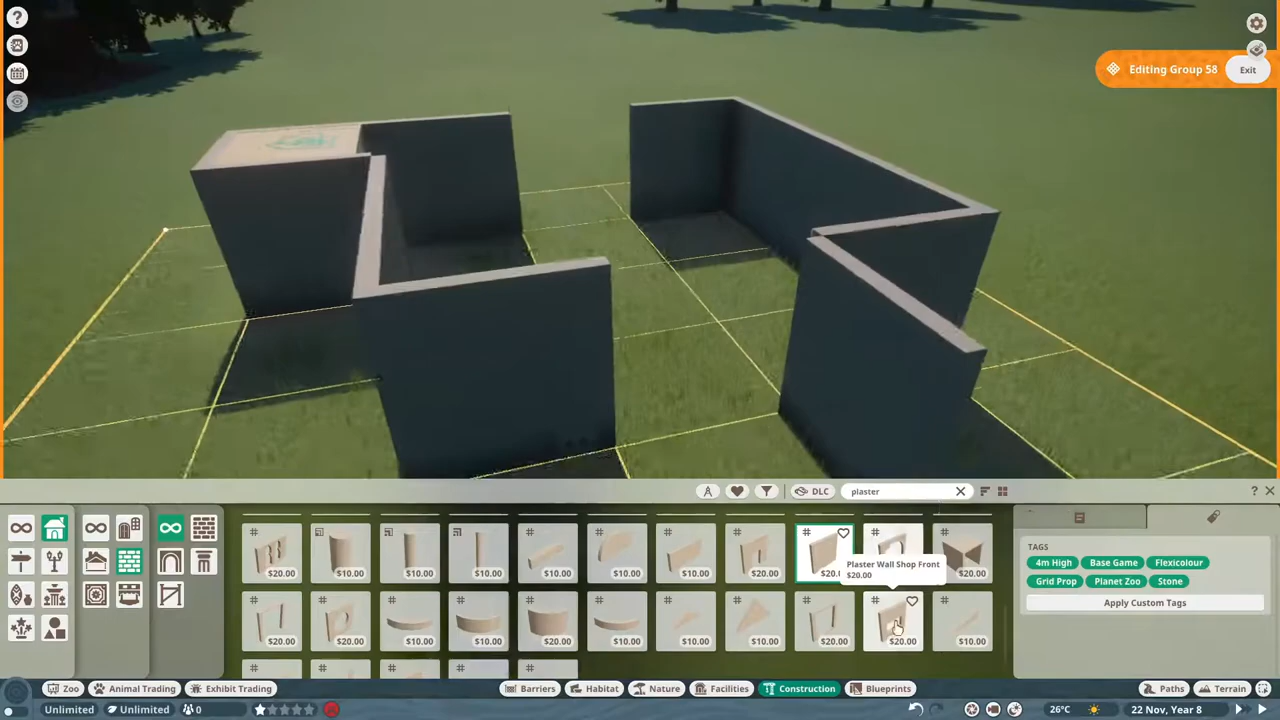 ?
Editing Group 58
Exit
DLC
plaster
?
$20.00
$10.00
$10.00
$10.00
$10.00
$10.00
$10.00
$20.00
$20.0
$20.00
Plaster Wall Shop Front
$20.00
$20.00
$20.00
$10.00
$10.00
$20.00
$10.00
$10.00
$10.00
$20.00
$20.00
$10.00
TAGS
4m High
Base Game
Flexicolour
Grid Prop
Planet Zoo
Stone
Apply Custom Tags
Zoo
Animal Trading
Exhibit Trading
Barriers
Habitat
Nature
Facilities
Construction
Blueprints
Paths
Terrain
Unlimited
Unlimited
0
26°C
22 Nov, Year 8